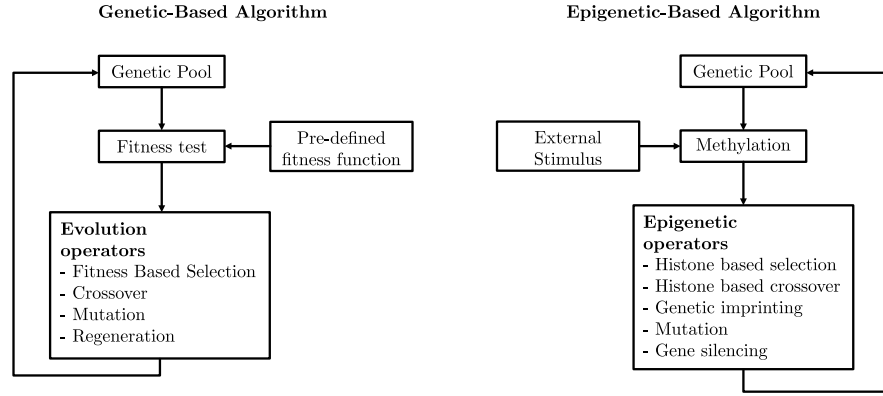 Genetic-Based Algorithm
Genetic Pool
Fitness test
Pre-defined
fitness function
Evolution
operators
- Fitness Based Selection
- Crossover
- Mutation
- Regeneration
Epigenetic-Based Algorithm
Genetic Pool
External
Stimulus
Methylation
Epigenetic
operators
- Histone based selection
- Histone based crossover
- Genetic imprinting
- Mutation
- Gene silencing